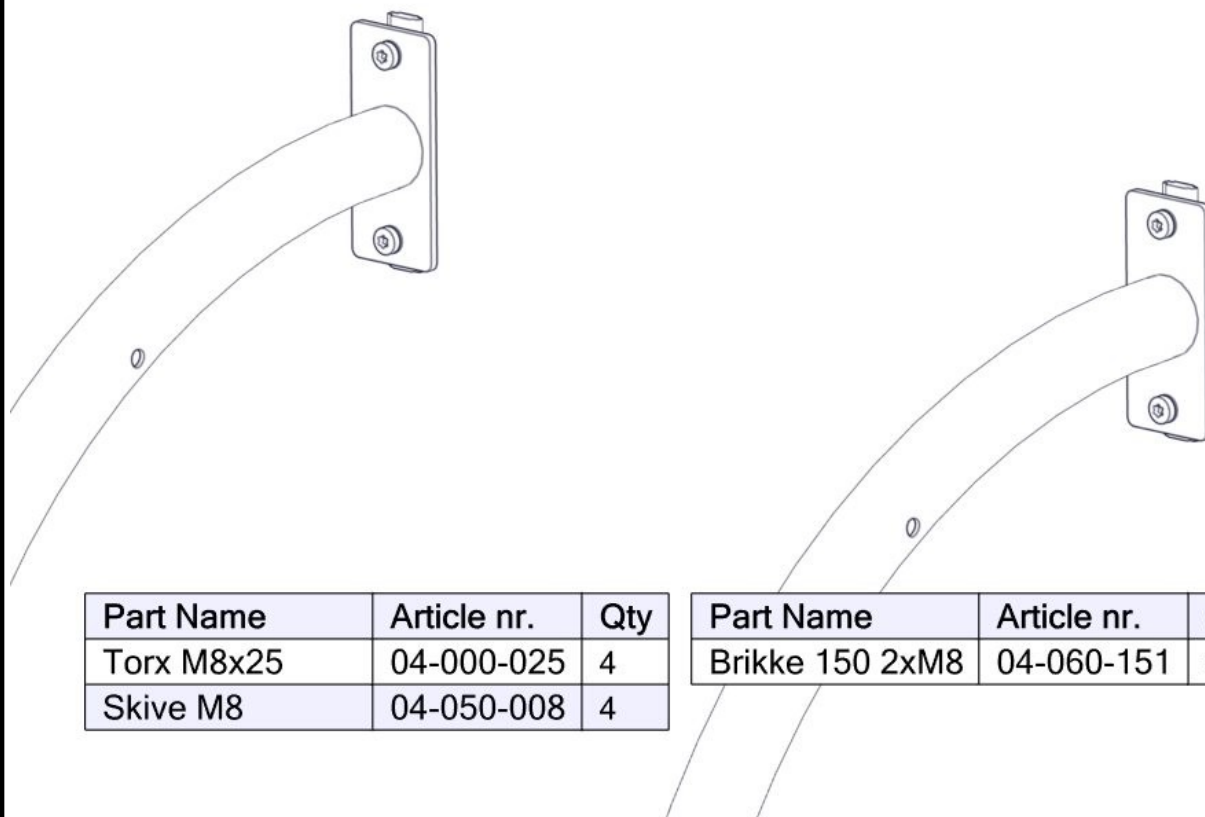 Part Name Article nr. Qty
Torx M8x25 04-000-025 4
Skive M8 04-050-008 4
Part Name Article nr.
Brikke 150 2xM8 04-060-151